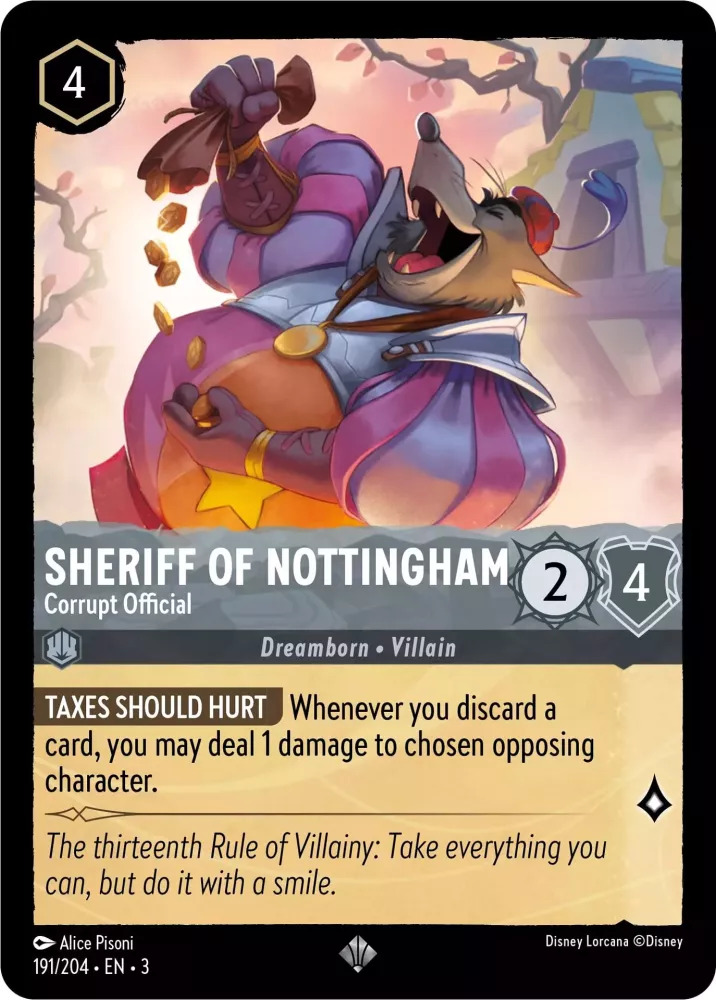 4
SHERIFF OF NOTTINGHAM
Corrupt Official
2
4
Dreamborn • Villain
TAXES SHOULD HURT Whenever you discard a
card, you may deal 1 damage to chosen opposing
character.
The thirteenth Rule of Villainy: Take everything you
can, but do it with a smile.
Alice Pisoni
Disney Lorcana ©Disney
191/204 • EN • 3